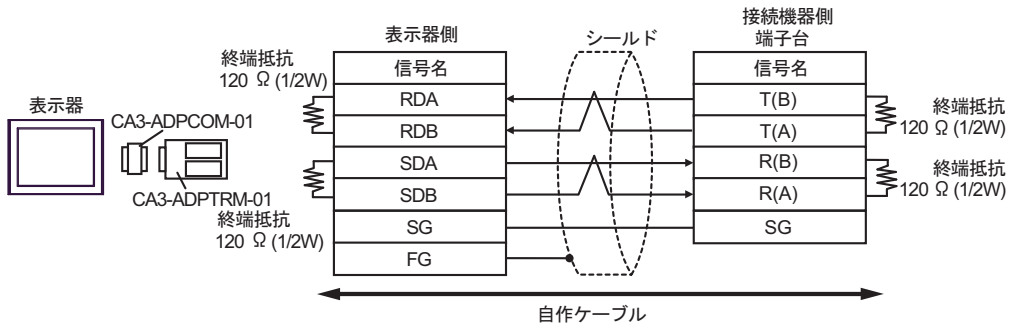 表示器側
シールド
接続機器側
端子台
終端抵抗
120 Ω (1/2W)
信号名
信号名
表示器
CA3-ADPCOM-01
RDA
T(B)
終端抵抗
120 Ω (1/2W)
RDB
T(A)
SDA
R(B)
終端抵抗
120 Ω (1/2W)
CA3-ADPTRM-01
SDB
R(A)
終端抵抗
120 Ω (1/2W)
SG
SG
FG
自作ケーブル